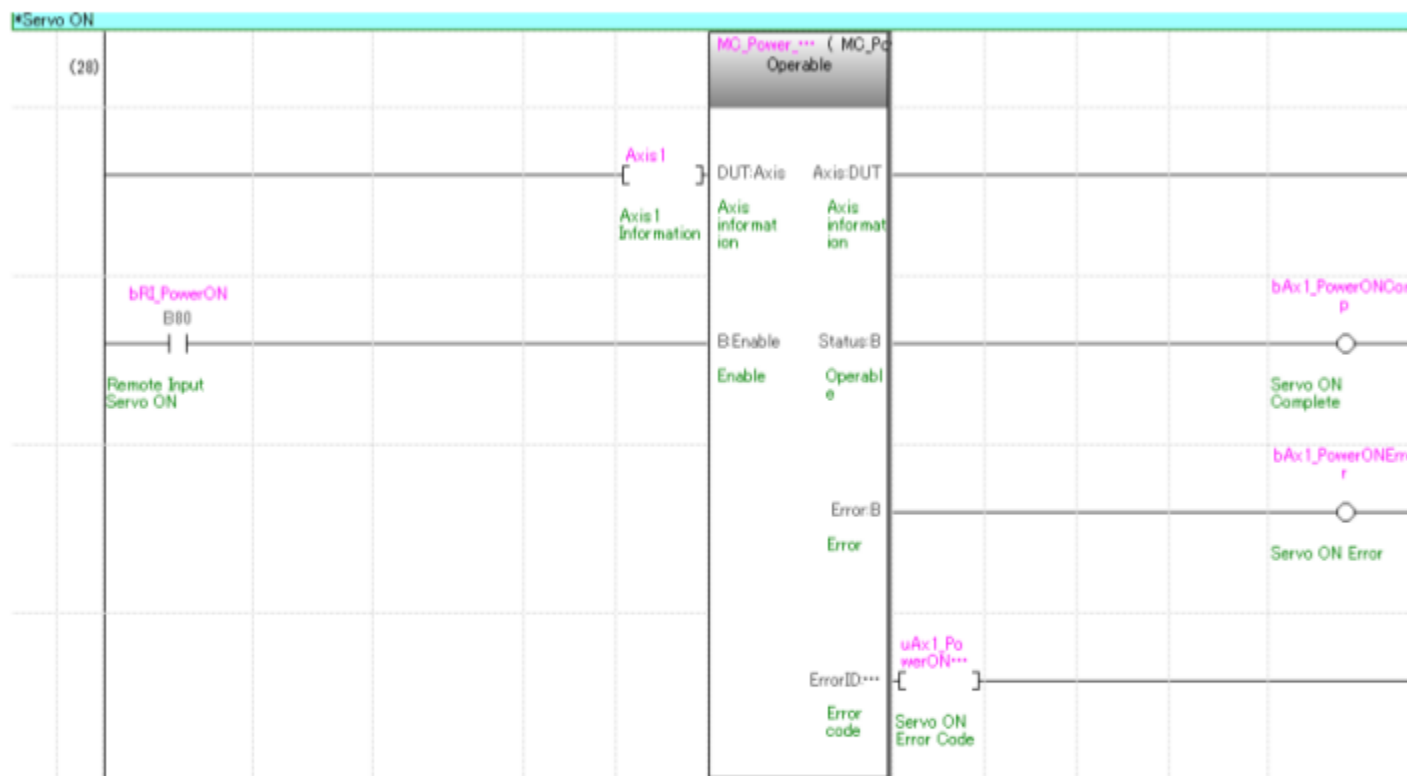 *Servo ON
(28)
MC_Power_… ( MC_Po
Operable
Axis1
DUT:Axis
Axis:DUT
Axis1
Information
Axis
informat
ion
Axis
informat
ion
bRI_PowerON
B80
bAx1_PowerONCom
p
B:Enable
Status:B
Remote Input
Servo ON
Enable
Operabl
e
Servo ON
Complete
bAx1_PowerONErr
r
Error:B
Error
Servo ON Error
uAx1_Po
werON…
ErrorID:…
Error
code
Servo ON
Error Code